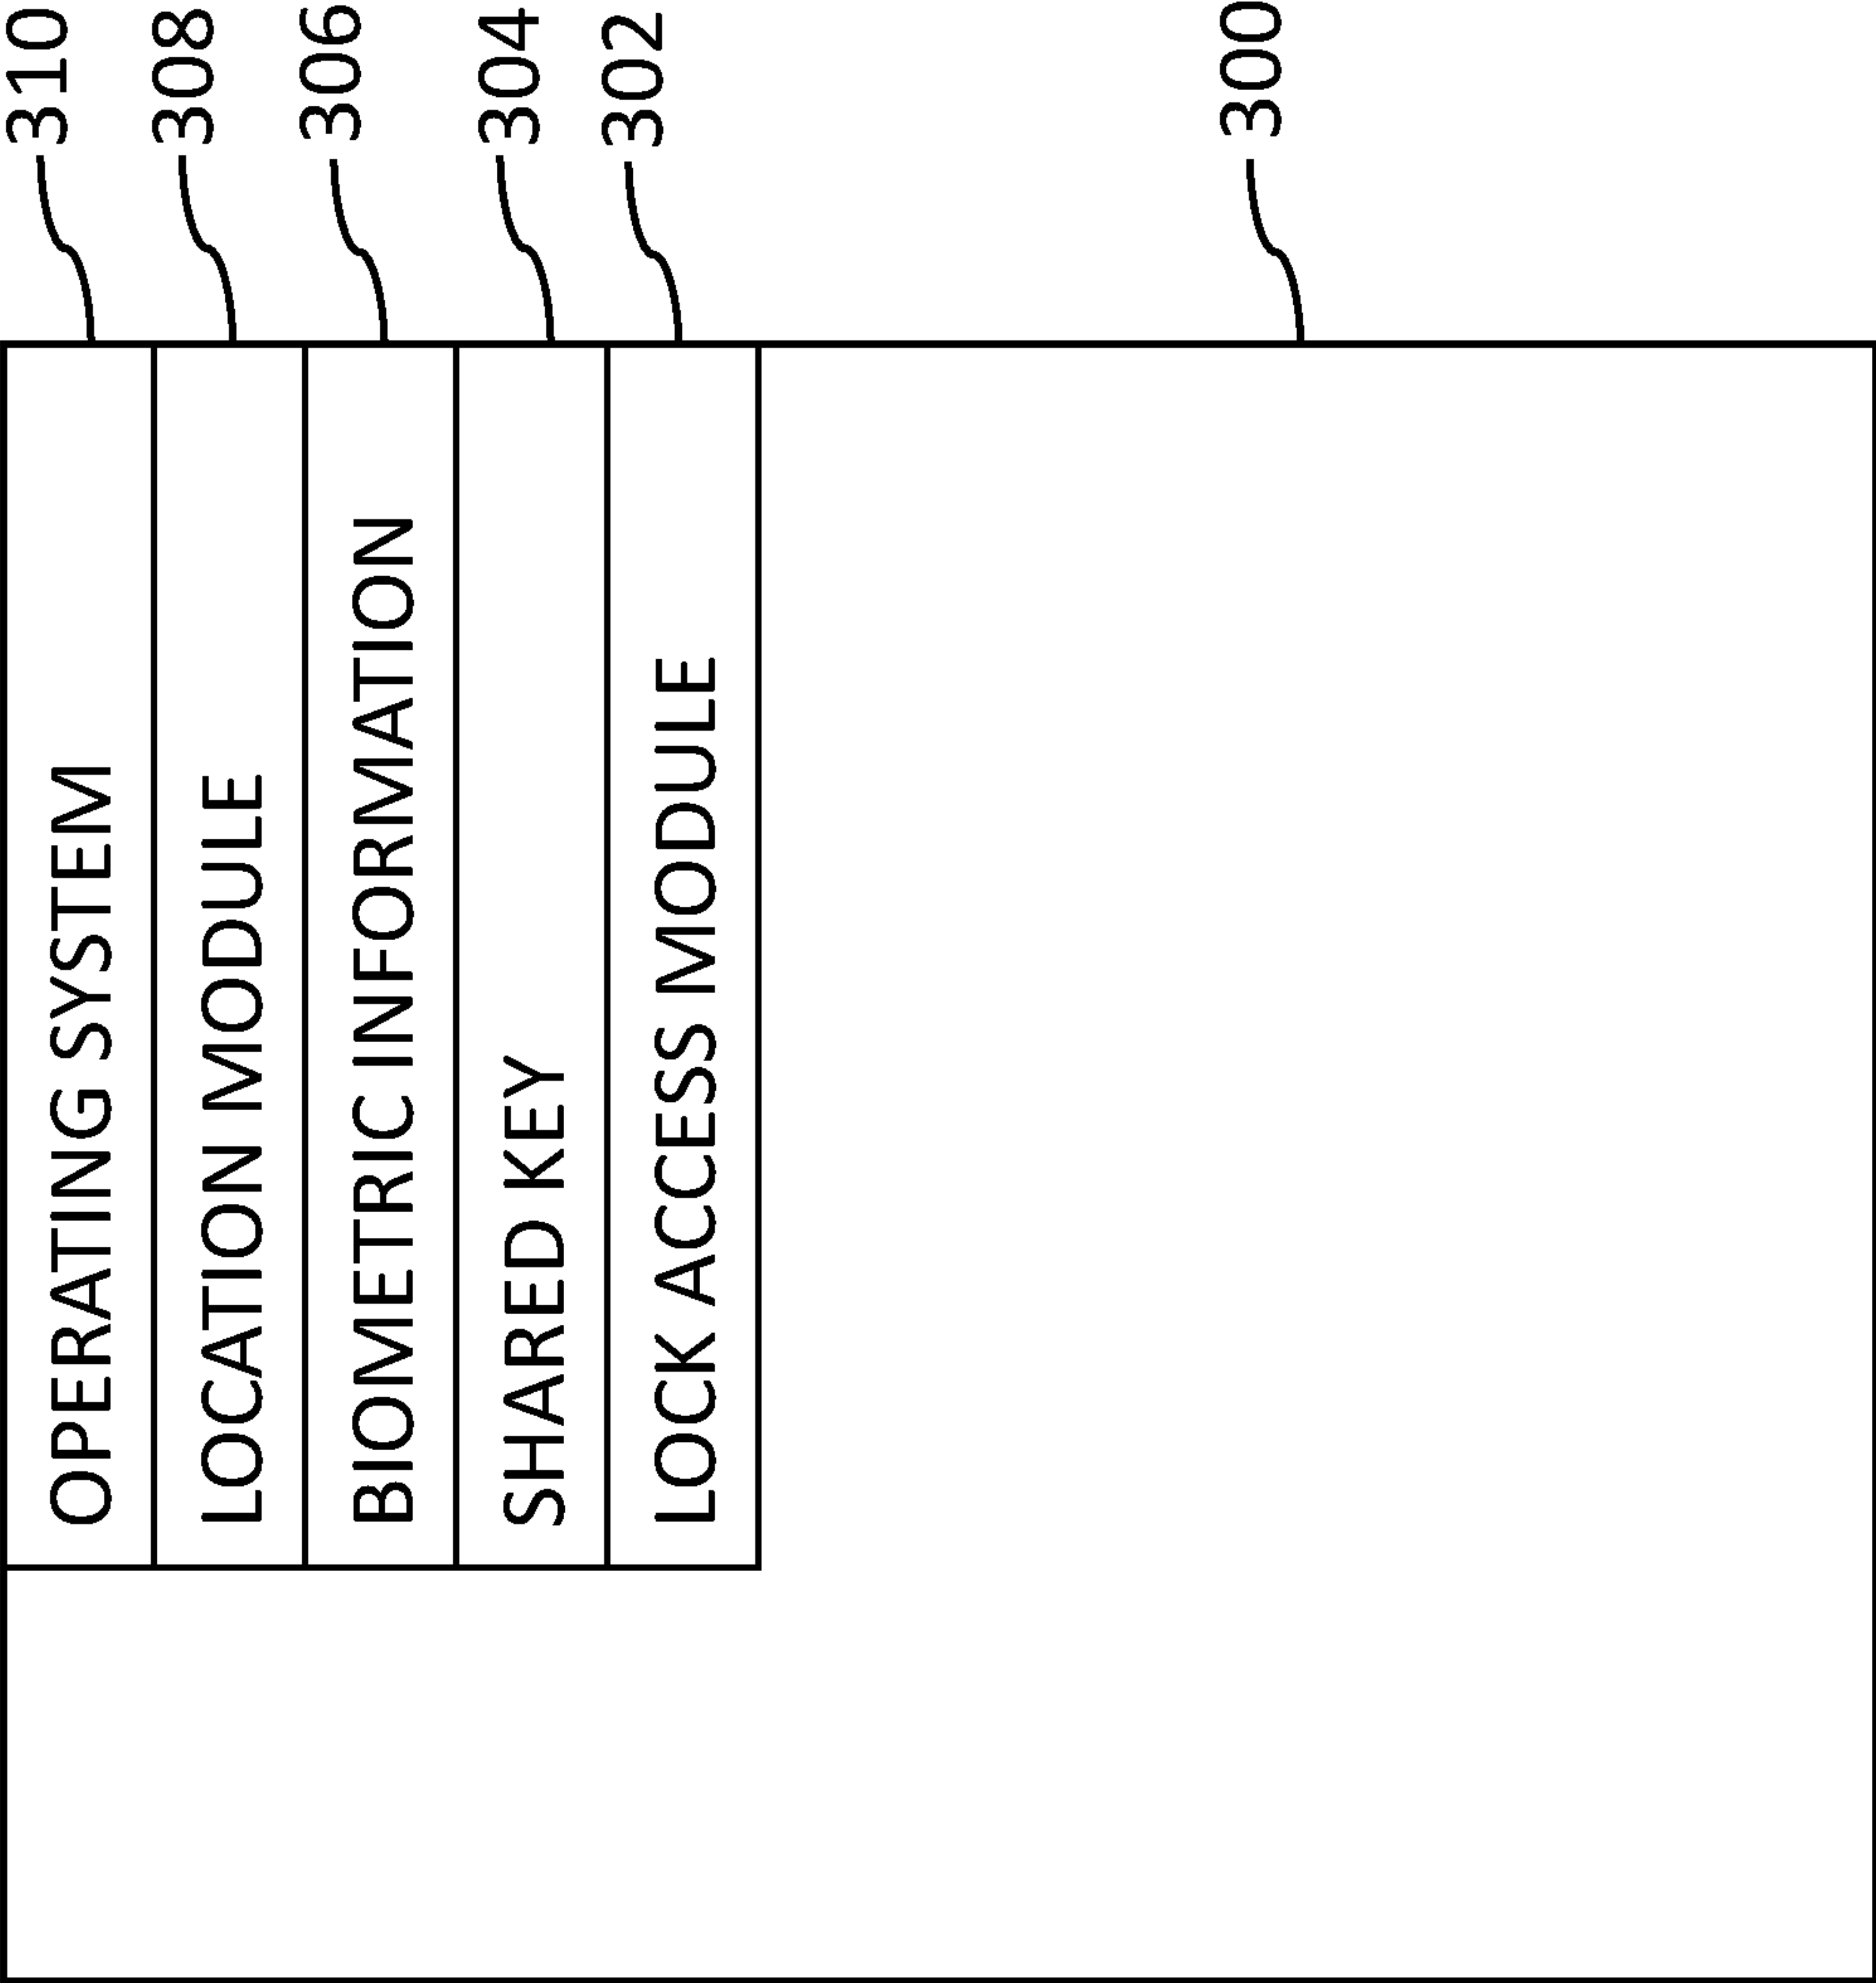 OPERATING SYSTEM 310
LOCATION MODULE 308
BIOMETRIC INFORMATION 306
SHARED KEY 304
LOCK ACCESS MODULE 302
300